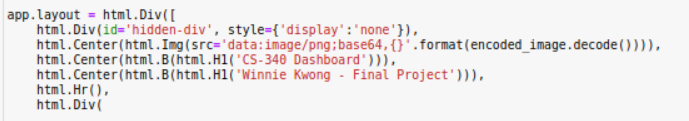 app.layout = html.Div([
    html.Div(id='hidden-div', style={'display':'none'}),
    html.Center(html.Img(src='data:image/png;base64,{}'.format(encoded_image.decode()))),
    html.Center(html.B(html.H1('CS-340 Dashboard'))),
    html.Center(html.B(html.H1('Winnie Kwong - Final Project'))),
    html.Hr(),
    html.Div(